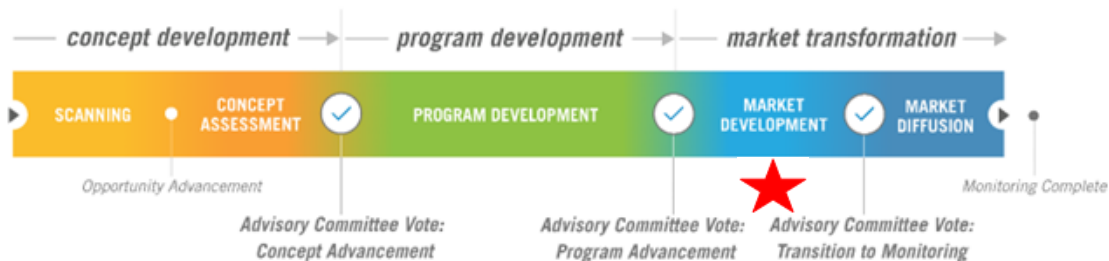 concept development
program development
market transformation
SCANNING
CONCEPT
ASSESSMENT
PROGRAM DEVELOPMENT
MARKET
DEVELOPMENT
MARKET
DIFFUSION
Opportunity Advancement
Monitoring Complete
Advisory Committee Vote:
Concept Advancement
Advisory Committee Vote:
Program Advancement
Advisory Committee Vote:
Transition to Monitoring